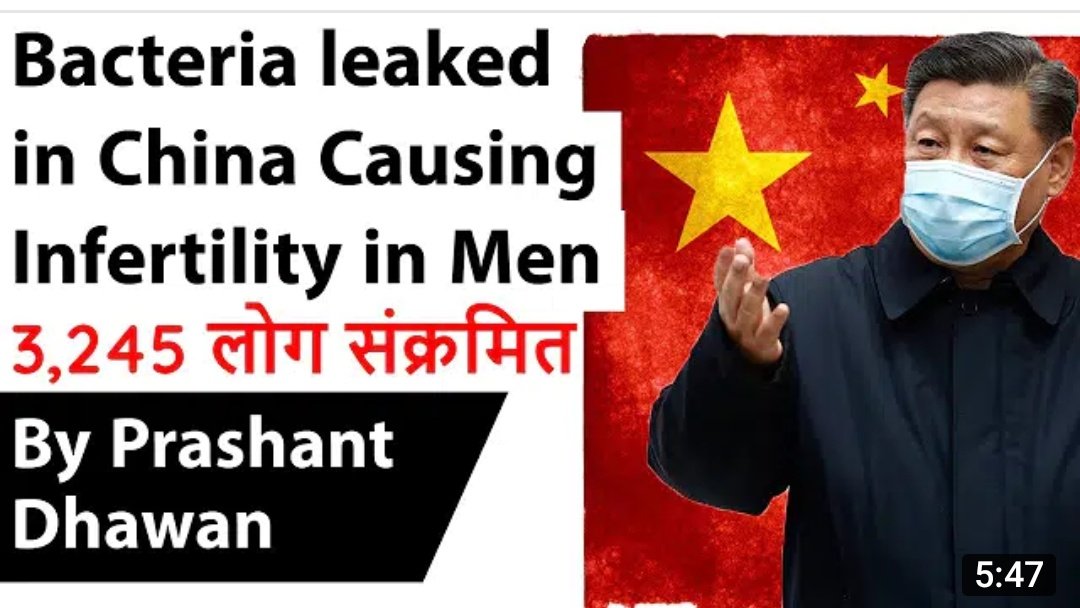 Bacteria leaked
in China Causing
Infertility in Men
3,245 लोग संक्रमित
By Prashant
Dhawan
5:47